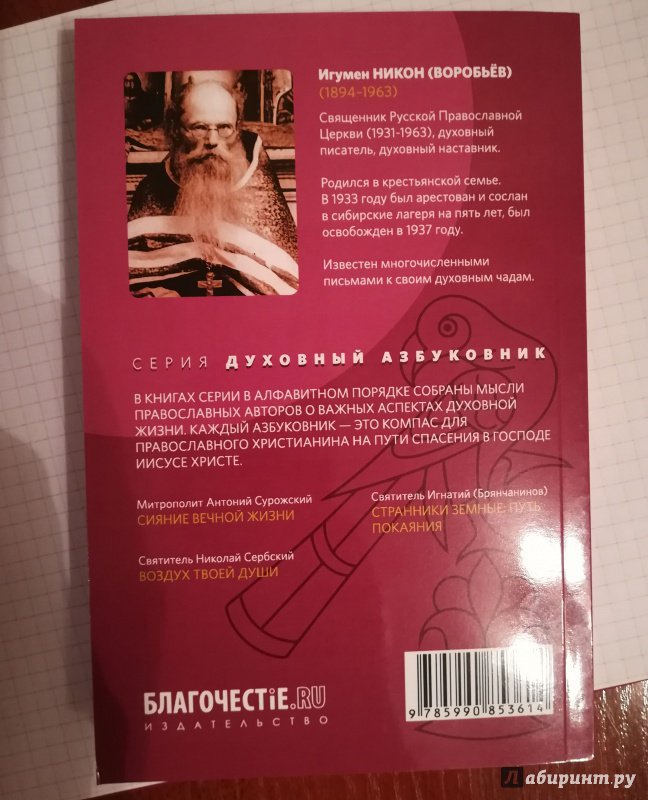 Игумен НИКОН (ВОРОБЬЁВ)
(1894-1963)
Священник Русской Православной
Церкви (1931-1963), духовный
писатель, духовный наставник.
Родился в крестьянской семье.
В 1933 году был арестован и сослан
в сибирские лагеря на пять лет, был
освобожден в 1937 году.
Известен многочисленными
письмами к своим духовным чадам.
СЕРИЯ ДУХОВНЫЙ АЗБУКОВНИК
В КНИГАХ СЕРИИ В АЛФАВИТНОМ ПОРЯДКЕ СОБРАНЫ МЫСЛИ
ПРАВОСЛАВНЫХ АВТОРОВ О ВАЖНЫХ АСПЕКТАХ ДУХОВНОЙ
ЖИЗНИ. КАЖДЫЙ АЗБУКОВНИК — ЭТО КОМПАС ДЛЯ
ПРАВОСЛАВНОГО ХРИСТИАНИНА НА ПУТИ СПАСЕНИЯ В ГОСПОДЕ
ИИСУСЕ ХРИСТЕ.
Митрополит Антоний Сурожский
СИЯНИЕ ВЕЧНОЙ ЖИЗНИ
Святитель Николай Сербский
ВОЗДУХ ТВОЕЙ ДУШИ
Святитель Игнатий (Брянчанинов)
СТРАННИКИ ЗЕМНЫЕ: ПУТЬ
ПОКАЯНИЯ
БЛАГОЧЕСТIЕ.RU
ИЗДАТЕЛЬСТВО
9 785990 853614
Лабиринт.ру